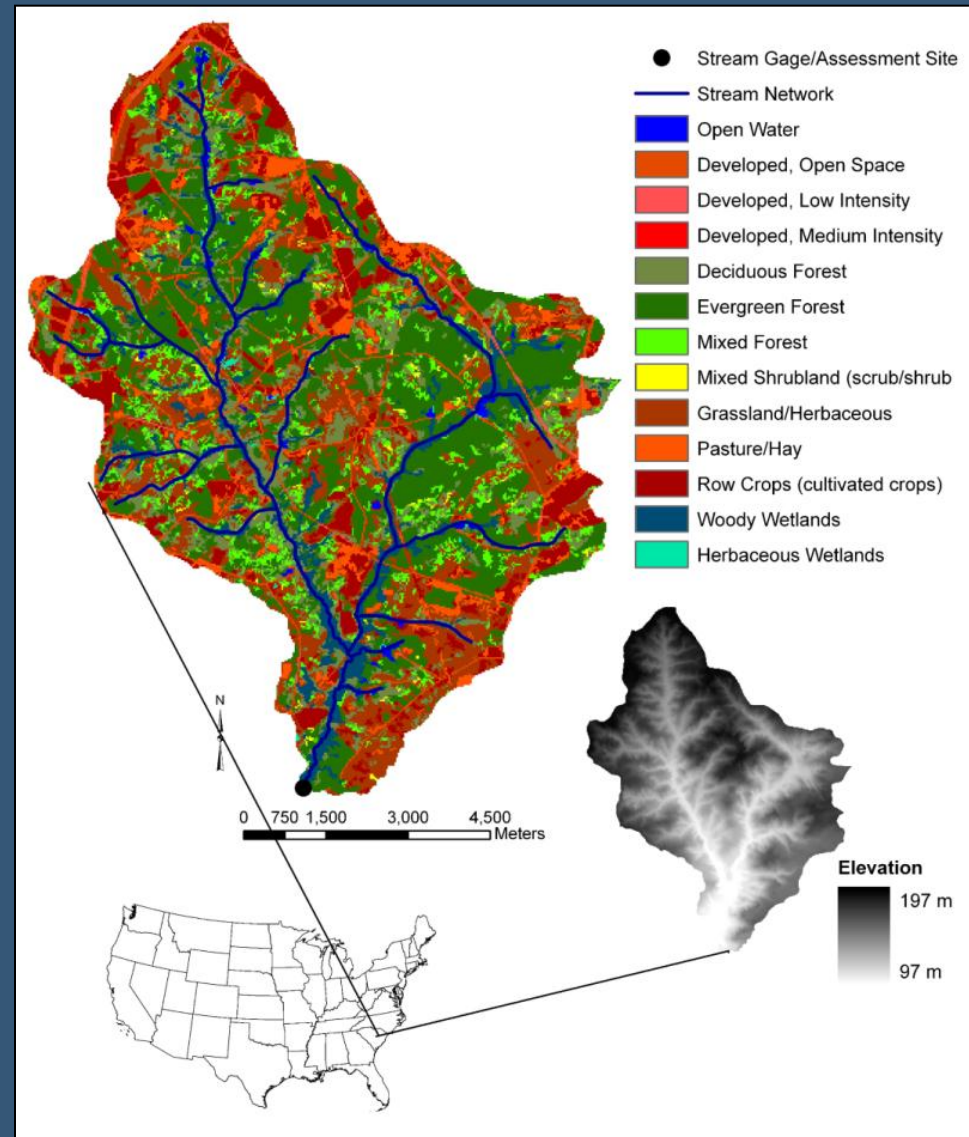 Stream Gage/Assessment Site
Stream Network
Open Water
Developed, Open Space
Developed, Low Intensity
Developed, Medium Intensity
Deciduous Forest
Evergreen Forest
Mixed Forest
Mixed Shrubland (scrub/shrub
Grassland/Herbaceous
Pasture/Hay
Row Crops (cultivated crops)
Woody Wetlands
Herbaceous Wetlands
N
0 750 1,500 3,000 4,500
Meters
Elevation
197 m
97 m